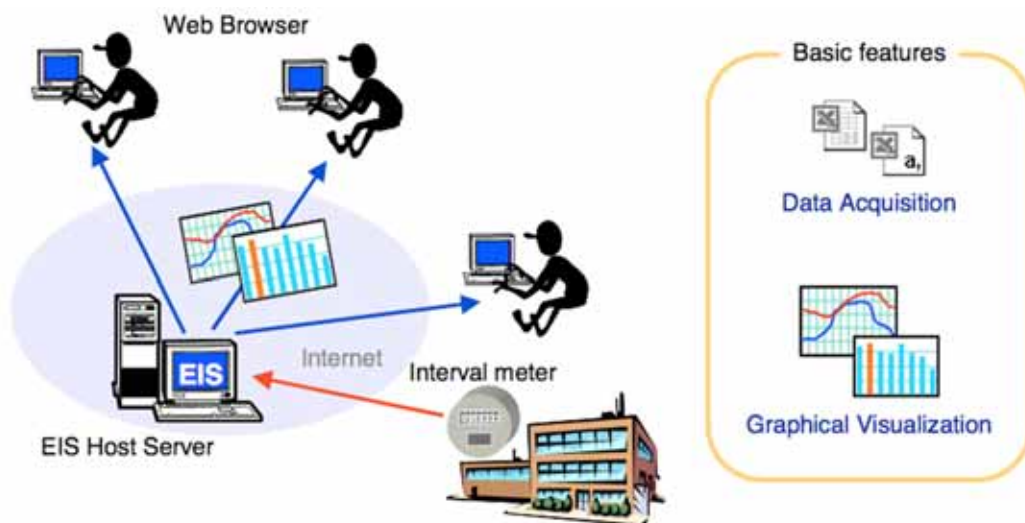 Web Browser
Basic features
a,
Data Acquisition
EIS
Internet
Interval meter
EIS Host Server
Graphical Visualization